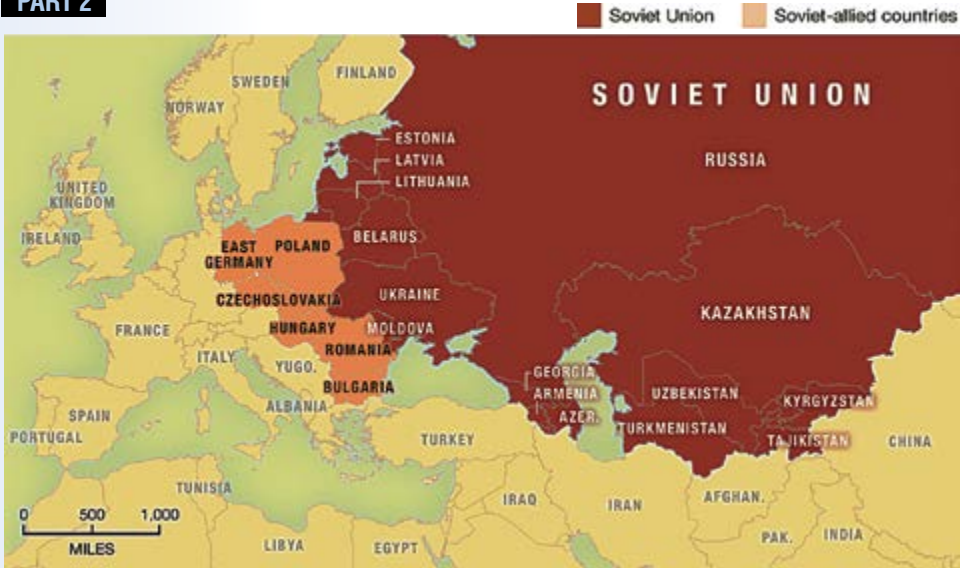 PART 2
Soviet Union
Soviet-allied countries
FINLAND
SWEDEN
NORWAY
SOVIET UNION
ESTONIA
LATVIA
LITHUANIA
RUSSIA
UNITED
KINGDOM
IRELAND
BELARUS
EAST
GERMANY
POLAND
CZECHOSLOVAKIA
UKRAINE
KAZAKHSTAN
FRANCE
HUNGARY
MOLDOVA
ROMANIA
ITALY
YUGO.
GEORGIA
BULGARIA
ARMENIA
UZBEKISTAN
KYRGYZSTAN
ALBANIA
AZER.
SPAIN
TURKMENISTAN
PORTUGAL
TURKEY
TAJIKISTAN
CHINA
TUNISIA
IRAQ
IRAN
AFGHAN.
0 500 1,000
MILES
LIBYA
EGYPT
PAK.
INDIA